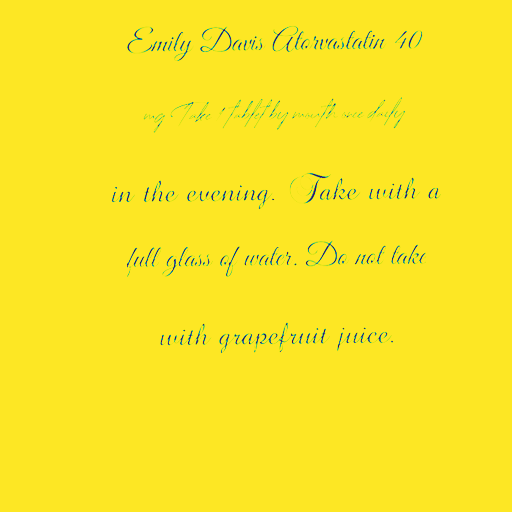 Emily Davis Atorvastatin 40
mg Take 1 tablet by mouth once daily
in the evening. Take with a
full glass of water. Do not take
with grapefruit juice.